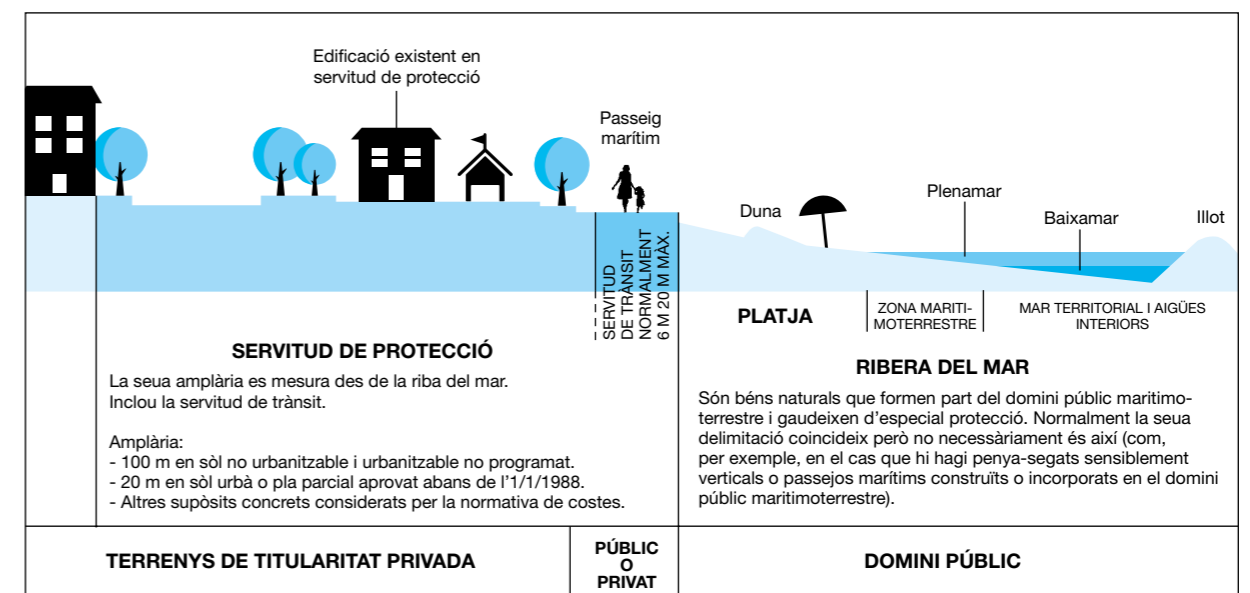 Edificació existent en
servitud de protecció
Passeig
marítim
Duna
Plenamar
Baixamar
Illot
SERVITUD
DE TRÀNSIT
NORMALMENT
6 M 20 M MÀX.
PLATJA
ZONA MARITI-
MOTERRESTRE
MAR TERRITORIAL I AIGÜES
INTERIORS
SERVITUD DE PROTECCIÓ
La seua amplària es mesura des de la riba del mar.
Inclou la servitud de trànsit.
Amplària:
- 100 m en sòl no urbanitzable i urbanitzable no programat.
- 20 m en sòl urbà o pla parcial aprovat abans de l'1/1/1988.
- Altres supòsits concrets considerats per la normativa de costes.
RIBERA DEL MAR
Són béns naturals que formen part del domini públic maritimo-
terrestre i gaudeixen d'especial protecció. Normalment la seua
delimitació coincideix però no necessàriament és així (com,
per exemple, en el cas que hi hagi penya-segats sensiblement
verticals o passejos marítims construïts o incorporats en el domini
públic maritimoterrestre).
TERRENYS DE TITULARITAT PRIVADA
PÚBLIC
O
PRIVAT
DOMINI PÚBLIC